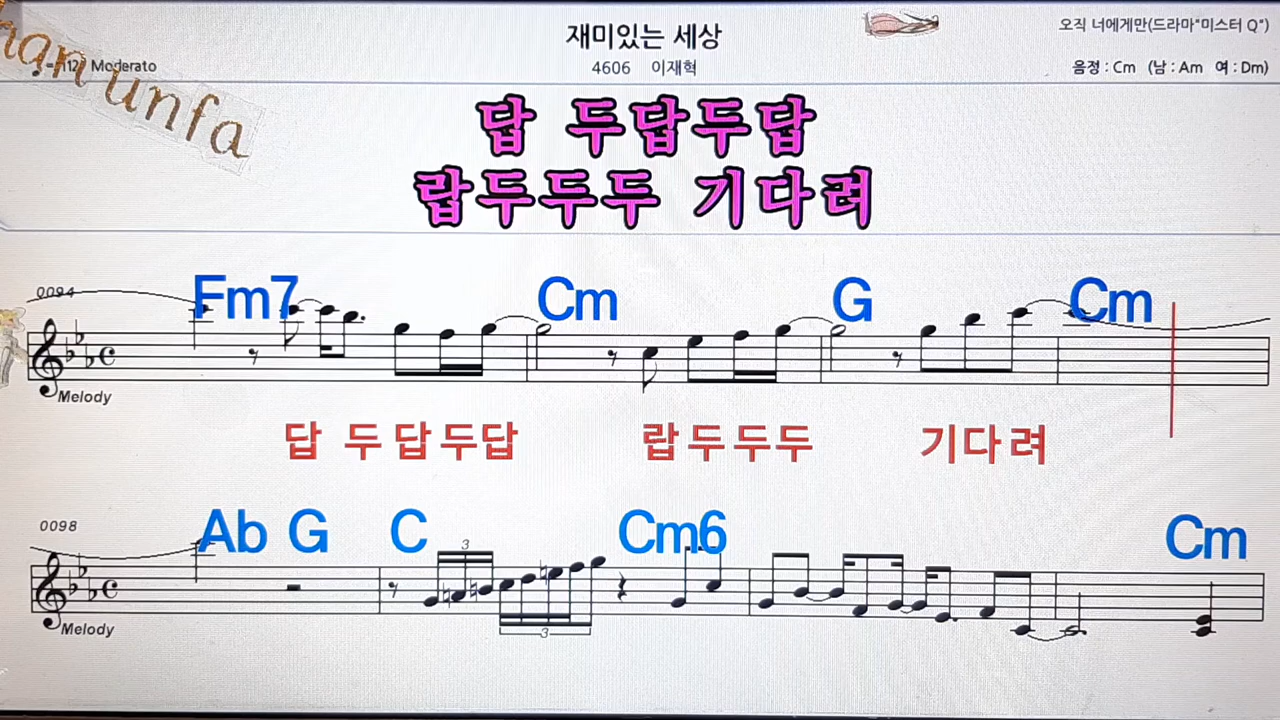 han unfa
재미있는 세상
오직 너에게만(드라마"미스터 Q")
112 Moderato
4606 이재혁
음정 : Cm (남 : Am 여 : Dm)
답 두답두답
랍두두두 기다려
0094
Fm7 Cm G Cm
Melody
답 두답두답 랍두두두 기다려
0098
Ab G C Cm6 Cm
3
3
Melody